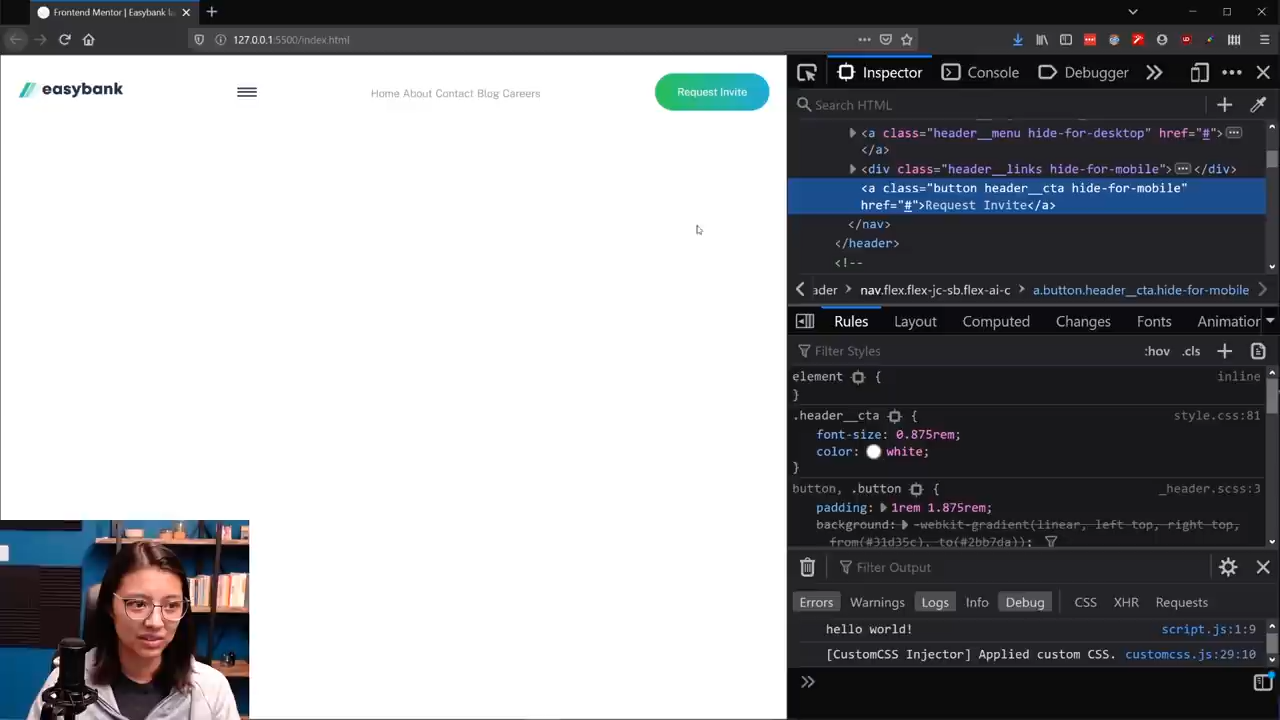 Frontend Mentor | Easybank la
127.0.0.1:5500/index.html
easybank
Home About Contact Blog Careers
Request Invite
Inspector
Console
Debugger
Search HTML
<a class="header__menu hide-for-desktop" href="#">
</a>
<div class="header__links hide-for-mobile"> </div>
<a class="button header__cta hide-for-mobile"
href="#">Request Invite</a>
</nav>
</header>
<!--
ader nav.flex.flex-jc-sb.flex-ai-c a.button.header__cta.hide-for-mobile
Rules Layout Computed Changes Fonts Animation
Filter Styles :hov .cls
element { inline
}
.header__cta { style.css:81
font-size: 0.875rem;
color: white;
}
button, .button { _header.scss:3
padding: 1rem 1.875rem;
background: -webkit-gradient(linear, left top, right top,
from(#31d35c), to(#2bb7da));
Filter Output
Errors Warnings Logs Info Debug CSS XHR Requests
hello world! script.js:1:9
[CustomCSS Injector] Applied custom CSS. customcss.js:29:10